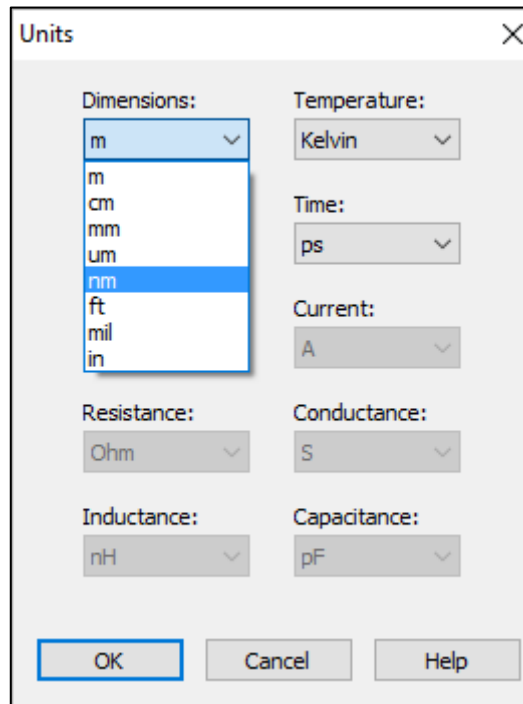 Units
Dimensions:
m
m
cm
mm
um
nm
ft
mil
in
Temperature:
Kelvin
Time:
ps
Current:
A
Resistance:
Ohm
Conductance:
S
Inductance:
nH
Capacitance:
pF
OK
Cancel
Help